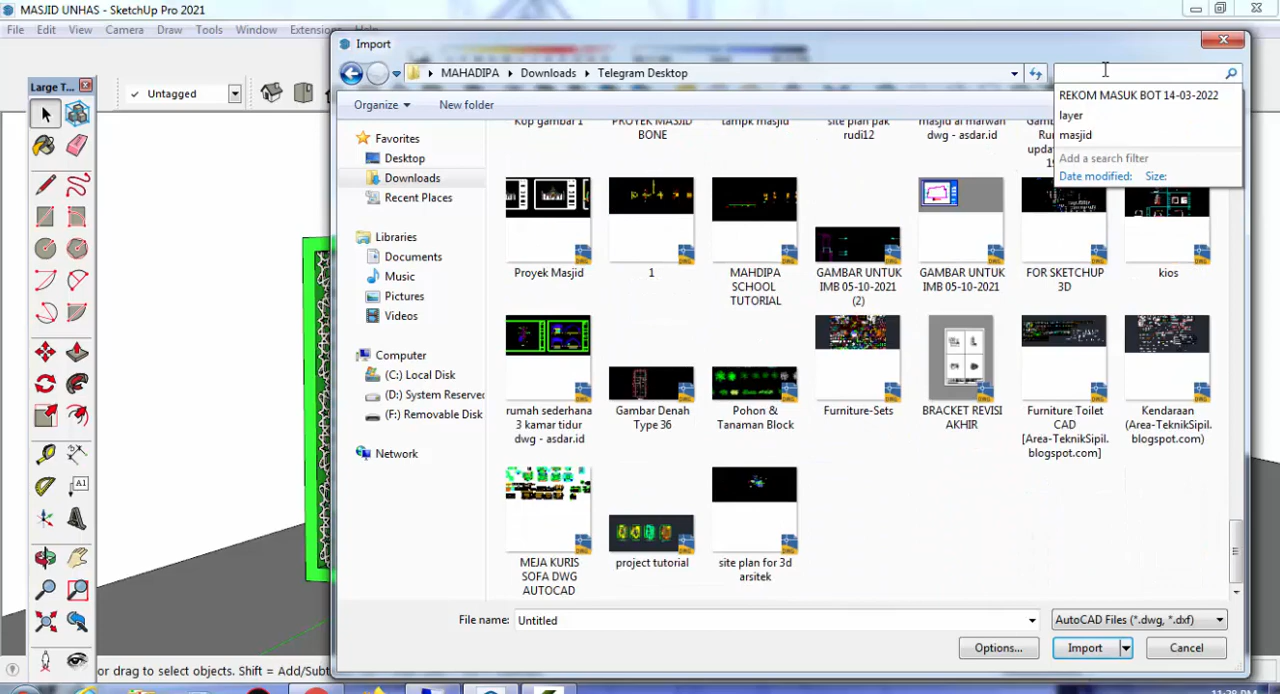 MASJID UNHAS - SketchUp Pro 2021
File Edit View Camera Draw Tools Window Extensions Help
Import
MAHADIPA Downloads Telegram Desktop
Organize
New folder
Large T...
Untagged
REKOM MASUK BOT 14-03-2022
layer
masjid
Add a search filter
Date modified: Size:
Favorites
Desktop
Downloads
Recent Places
Libraries
Documents
Music
Pictures
Videos
Computer
(C:) Local Disk
(D:) System Reserve
(F:) Removable Disk
Network
Kop gambar 1
PROYEK MASJID
BONE
tampk masjid
site plan pak
rudi12
masjid al marwan
dwg - asdar.id
Proyek Masjid
1
MAHDIPA
SCHOOL
TUTORIAL
GAMBAR UNTUK
IMB 05-10-2021
(2)
GAMBAR UNTUK
IMB 05-10-2021
FOR SKETCHUP
3D
kios
rumah sederhana
3 kamar tidur
dwg - asdar.id
Gambar Denah
Type 36
Pohon &
Tanaman Block
Furniture-Sets
BRACKET REVISI
AKHIR
Furniture Toilet
CAD
[Area-TeknikSipil.
blogspot.com]
Kendaraan
(Area-TeknikSipil.
blogspot.com)
MEJA KURIS
SOFA DWG
AUTOCAD
project tutorial
site plan for 3d
arsitek
File name:
Untitled
AutoCAD Files (*.dwg, *.dxf)
Options...
Import
Cancel
or drag to select objects. Shift = Add/Subt